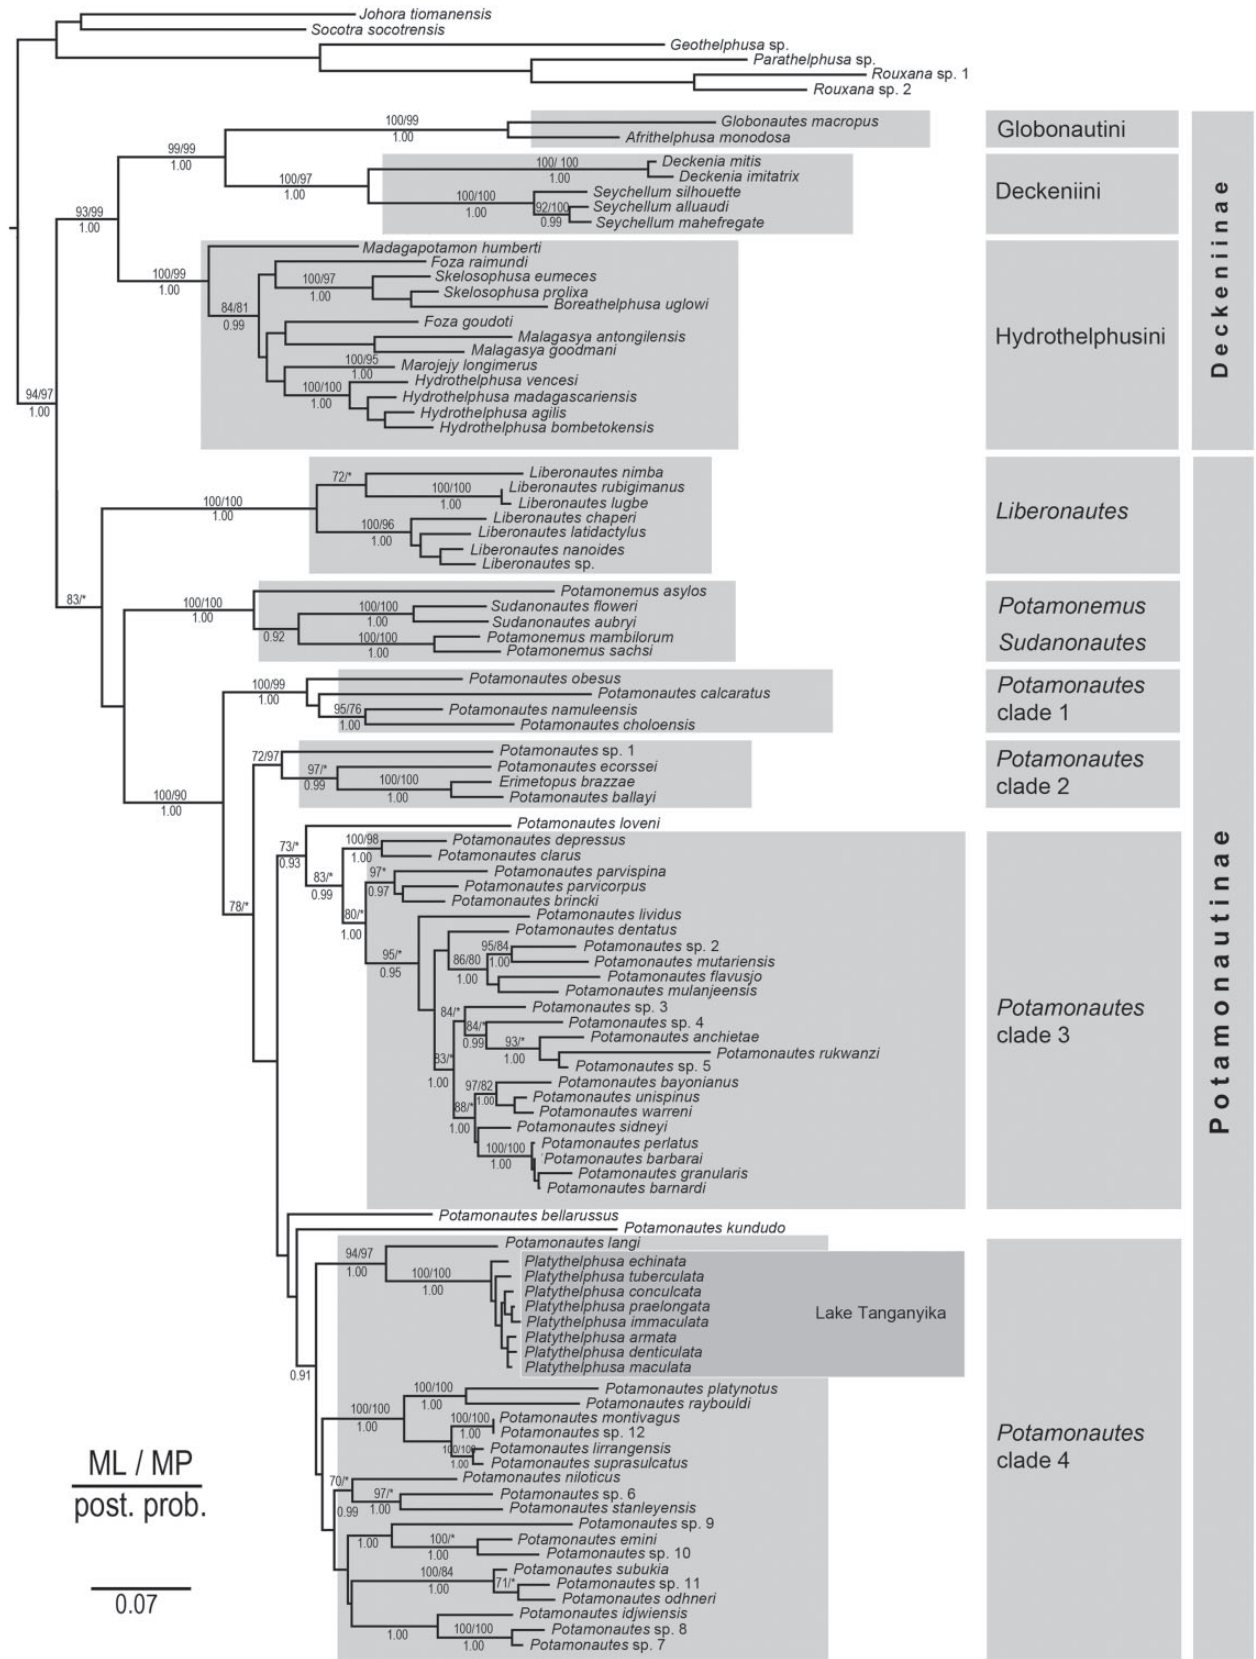 Johora tiomanensis
Socotra socotrensis
Geothelphusa sp.
Parathelphusa sp.
Rouxana sp. 1
Rouxana sp. 2
100/99
1.00
Globonautes macropus
Afrithelphusa monodosa
Globonautini
99/99
1.00
100/97
1.00
100/ 100
1.00
Deckenia mitis
Deckenia imitatrix
100/100
1.00
92/100
0.99
Seychellum silhouette
Seychellum alluaudi
Seychellum mahefregate
Deckeniini
93/99
1.00
100/99
1.00
84/81
0.99
Madagapotamon humberti
Foza raimundi
100/97
1.00
Skelosophusa eumeces
Skelosophusa prolixa
Boreathelphusa uglowi
Foza goudoti
Malagasya antongilensis
Malagasya goodmani
100/95
1.00
Marojejy longimerus
100/100
1.00
Hydrothelphusa vencesi
Hydrothelphusa madagascariensis
Hydrothelphusa agilis
Hydrothelphusa bombetokensis
Hydrothelphusini
Deckeniinae
94/97
1.00
100/100
1.00
72/*
Liberonautes nimba
100/100
1.00
Liberonautes rubigimanus
Liberonautes lugbe
100/96
1.00
Liberonautes chaperi
Liberonautes latidactylus
Liberonautes nanoides
Liberonautes sp.
Liberonautes
83/*
100/100
1.00
0.92
Potamonemus asylos
100/100
1.00
Sudanonautes floweri
Sudanonautes aubryi
100/100
1.00
Potamonemus mambilorum
Potamonemus sachsi
Potamonemus
Sudanonautes
100/90
1.00
100/99
1.00
Potamonautes obesus
Potamonautes calcaratus
95/76
1.00
Potamonautes namuleensis
Potamonautes choloensis
Potamonautes
clade 1
72/97
Potamonautes sp. 1
97/*
0.99
Potamonautes ecorssei
100/100
1.00
Erimetopus brazzae
Potamonautes ballayi
Potamonautes
clade 2
78/*
73/*
0.93
Potamonautes loveni
83/*
0.99
100/98
1.00
Potamonautes depressus
Potamonautes clarus
80/*
1.00
97*
0.97
Potamonautes parvispina
Potamonautes parvicorpus
Potamonautes brincki
95/*
0.95
Potamonautes lividus
Potamonautes dentatus
86/80
1.00
95/84
1.00
Potamonautes sp. 2
Potamonautes mutariensis
Potamonautes flavusjo
Potamonautes mulanjeensis
83/*
1.00
84/*
Potamonautes sp. 3
84/*
0.99
Potamonautes sp. 4
93/*
1.00
Potamonautes anchietae
Potamonautes rukwanzi
Potamonautes sp. 5
88/*
1.00
97/82
1.00
Potamonautes bayonianus
Potamonautes unispinus
Potamonautes warreni
Potamonautes sidneyi
100/100
1.00
Potamonautes perlatus
Potamonautes barbarai
Potamonautes granularis
Potamonautes barnardi
Potamonautes
clade 3
Potamonautinae
Potamonautes bellarussus
Potamonautes kundudo
0.91
94/97
1.00
Potamonautes langi
100/100
1.00
Platythelphusa echinata
Platythelphusa tuberculata
Platythelphusa conculcata
Platythelphusa praelongata
Platythelphusa immaculata
Platythelphusa armata
Platythelphusa denticulata
Platythelphusa maculata
Lake Tanganyika
100/100
1.00
100/100
1.00
Potamonautes platynotus
Potamonautes raybouldi
100/100
1.00
Potamonautes montivagus
Potamonautes sp. 12
100/100
1.00
Potamonautes lirrangensis
Potamonautes suprasulcatus
70/*
0.99
Potamonautes niloticus
97/*
1.00
Potamonautes sp. 6
Potamonautes stanleyensis
1.00
Potamonautes sp. 9
100/*
1.00
Potamonautes emini
Potamonautes sp. 10
100/84
1.00
Potamonautes subukia
71/*
Potamonautes sp. 11
Potamonautes odhneri
1.00
Potamonautes idjwiensis
100/100
1.00
Potamonautes sp. 8
Potamonautes sp. 7
Potamonautes
clade 4
ML / MP
post. prob.
0.07